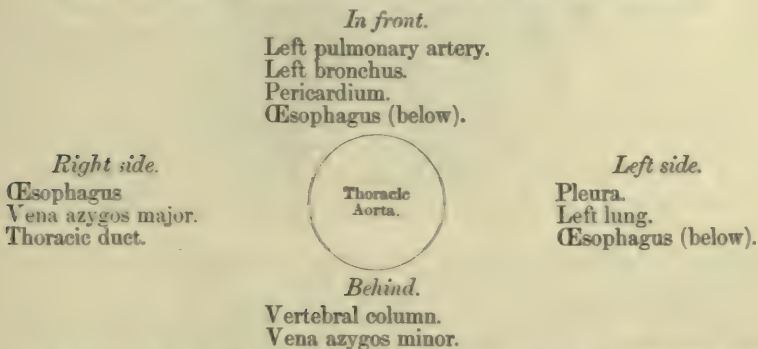 In front.
Left pulmonary artery.
Left bronchus.
Pericardium.
Œsophagus (below).
Right side.
Œsophagus
Vena azygos major.
Thoracic duct.
Thoracic
Aorta.
Left side.
Pleura.
Left lung.
Œsophagus (below).
Behind.
Vertebral column.
Vena azygos minor.